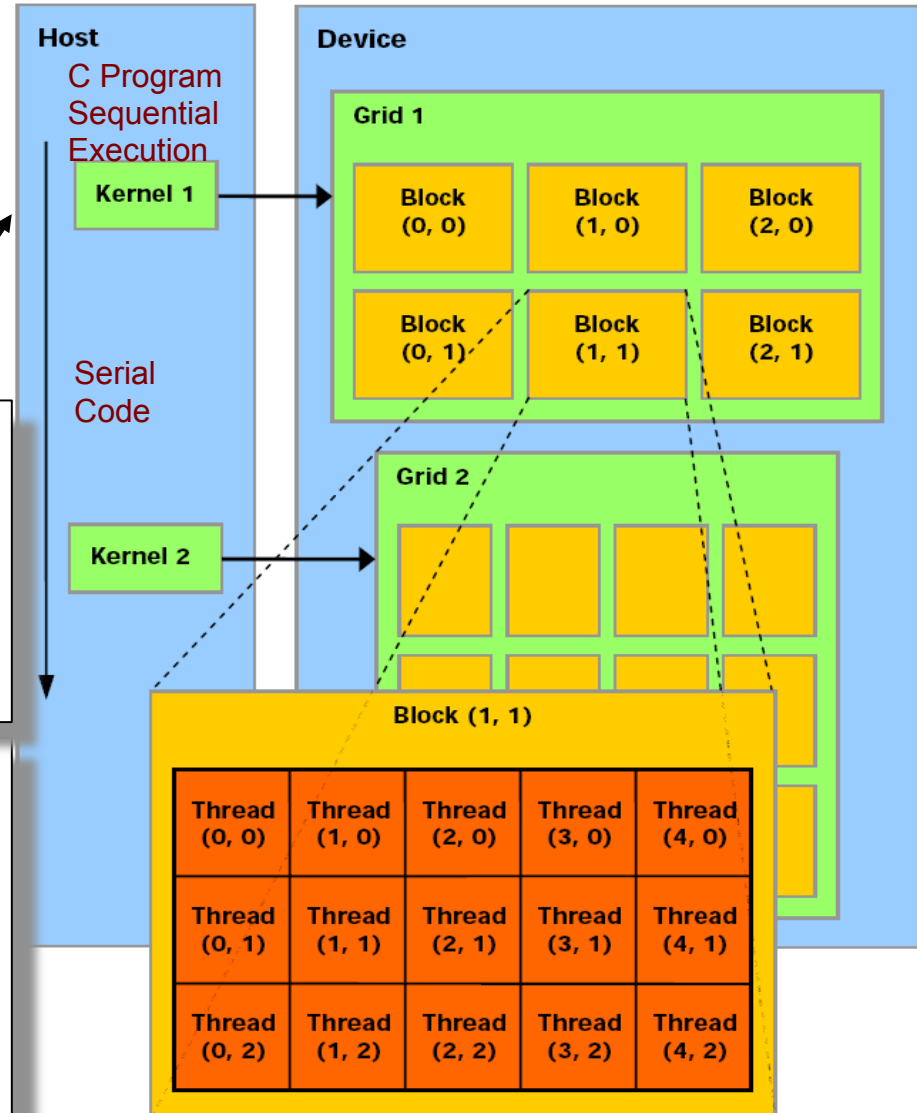 Host
C Program
Sequential
Execution
Kernel 1
Serial
Code
Kernel 2
Device
Grid 1
Block
(0, 0)
Block
(1, 0)
Block
(2, 0)
Block
(0, 1)
Block
(1, 1)
Block
(2, 1)
Grid 2
Block (1, 1)
Thread
(0, 0)
Thread
(1, 0)
Thread
(2, 0)
Thread
(3, 0)
Thread
(4, 0)
Thread
(0, 1)
Thread
(1, 1)
Thread
(2, 1)
Thread
(3, 1)
Thread
(4, 1)
Thread
(0, 2)
Thread
(1, 2)
Thread
(2, 2)
Thread
(3, 2)
Thread
(4, 2)